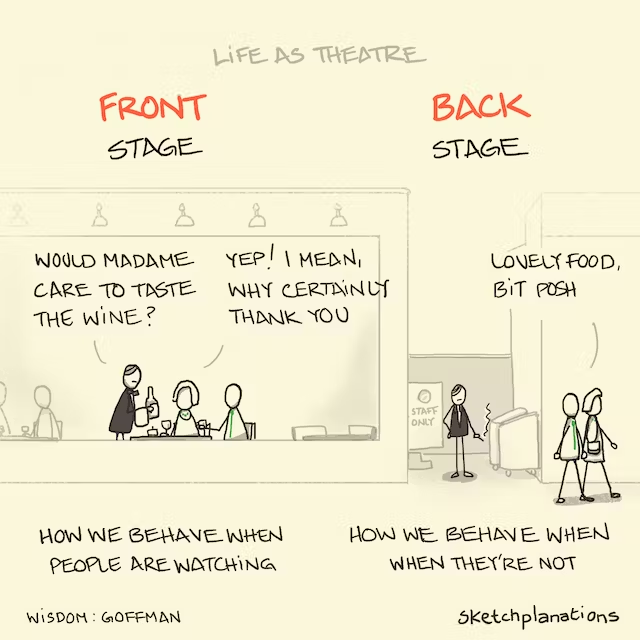 LiFE AS THEATRE
FRONT
STAGE
BACK
STAGE
WOULD MADAME
CARE TO TASTE
THE WiNE?
YEP! I MEAN,
WHY CERTAiNLY
THANK YOU
LOVELY FOOD,
BiT POSH
STAFF
ONLY
HOW WE BEHAVE WHEN
PEOPLE ARE WATCHiNG
HOW WE BEHAVE WHEN
WHEN THEY'RE NOT
WiSDOM: GOFFMAN
sketchplanations